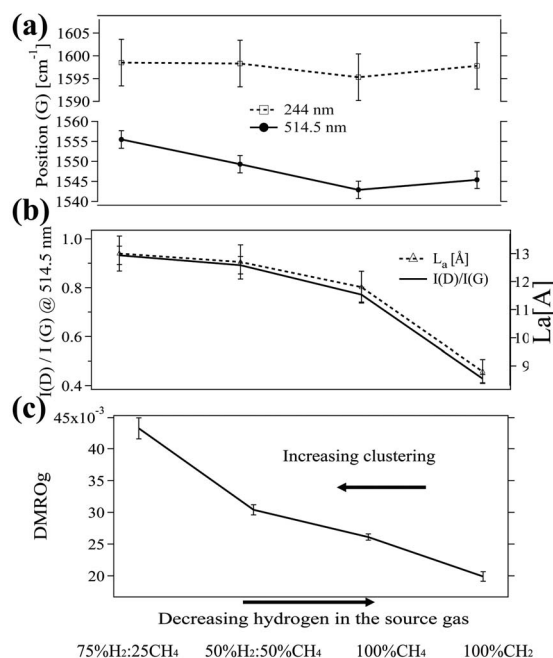 (a)
1605
1600
1595
1590
244 nm
514.5 nm
1560
1555
1550
1545
1540
Position (G) [cm⁻¹]
(b)
1.0
0.8
0.6
0.4
I(D) / I (G) @ 514.5 nm
Lₐ [Å]
I(D)/I(G)
13
12
11
10
9
La[A]
(c)
45x10⁻³
40
35
30
25
20
DMROg
Increasing clustering
Decreasing hydrogen in the source gas
75%H₂:25CH₄ 50%H₂:50%CH₄ 100%CH₄ 100%CH₂